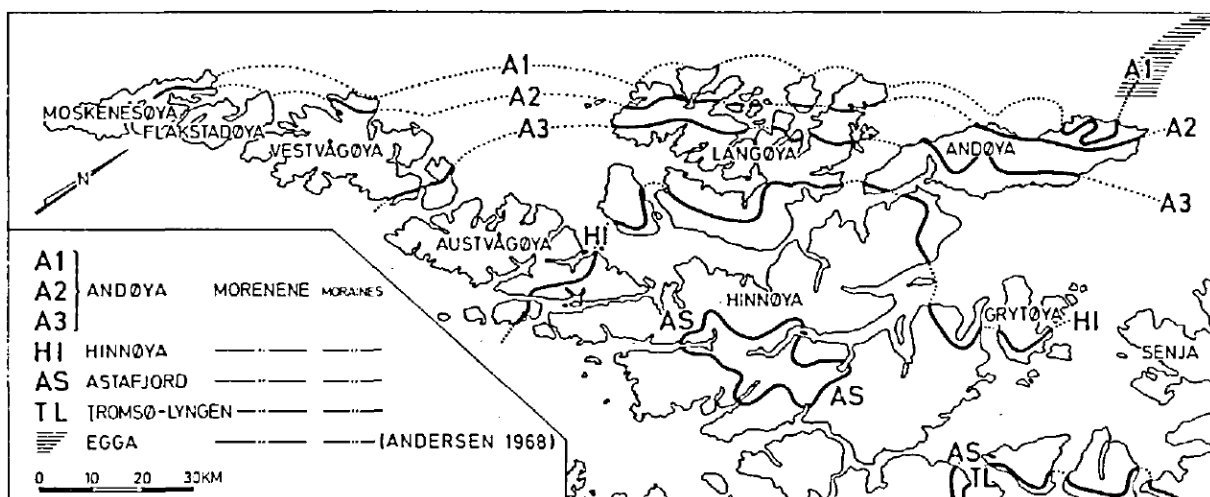 A1
A1
A2
A2
A3
A3
MOSKENESØYA
FLAKSTADØYA
VESTVÅGØYA
LANGØYA
ANDØYA
N
AUSTVÅGØYA
HI
HINNØYA
GRYTØYA
HI
SENJA
AS
AS
AS
TL
A1
A2 ANDØYA MORENENE MORAINES
A3
HI HINNØYA
AS ASTAFJORD
TL TROMSØ-LYNGEN
EGGA (ANDERSEN 1968)
0 10 20 30KM